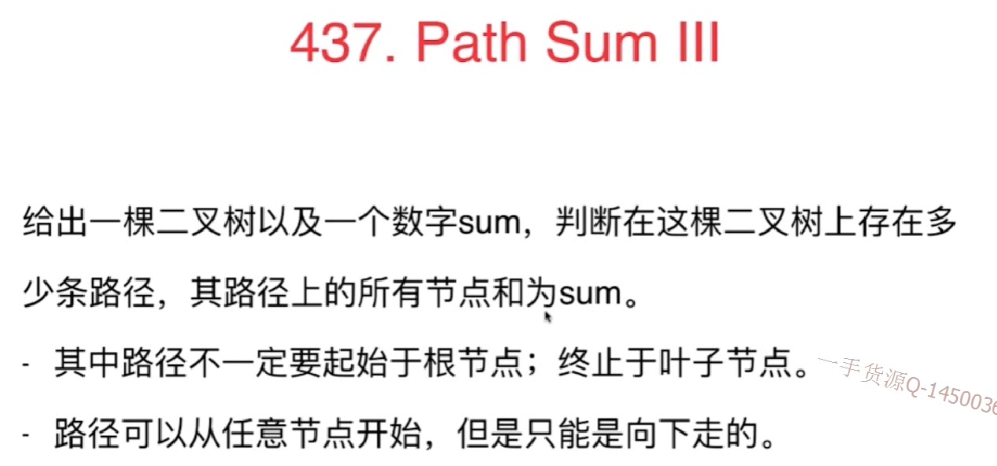 437. Path Sum III
给出一棵二叉树以及一个数字sum，判断在这棵二叉树上存在多
少条路径，其路径上的所有节点和为sum。
- 其中路径不一定要起始于根节点；终止于叶子节点。
一手货源Q-1450036
- 路径可以从任意节点开始，但是只能是向下走的。